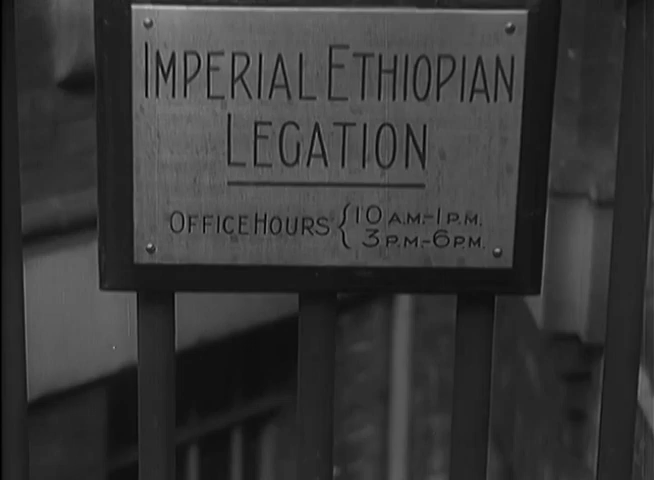 IMPERIAL ETHIOPIAN
LEGATION
OFFICE HOURS { 10 A.M.-1 P.M.
3 P.M.-6 P.M.